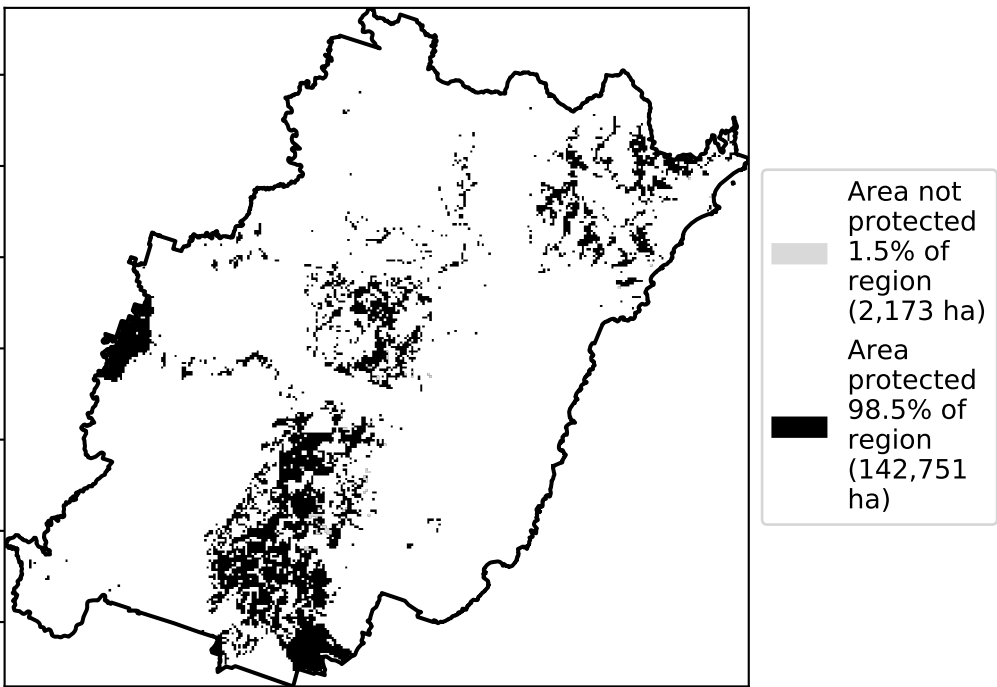 Area not
protected
1.5% of
region
(2,173 ha)
Area
protected
98.5% of
region
(142,751
ha)